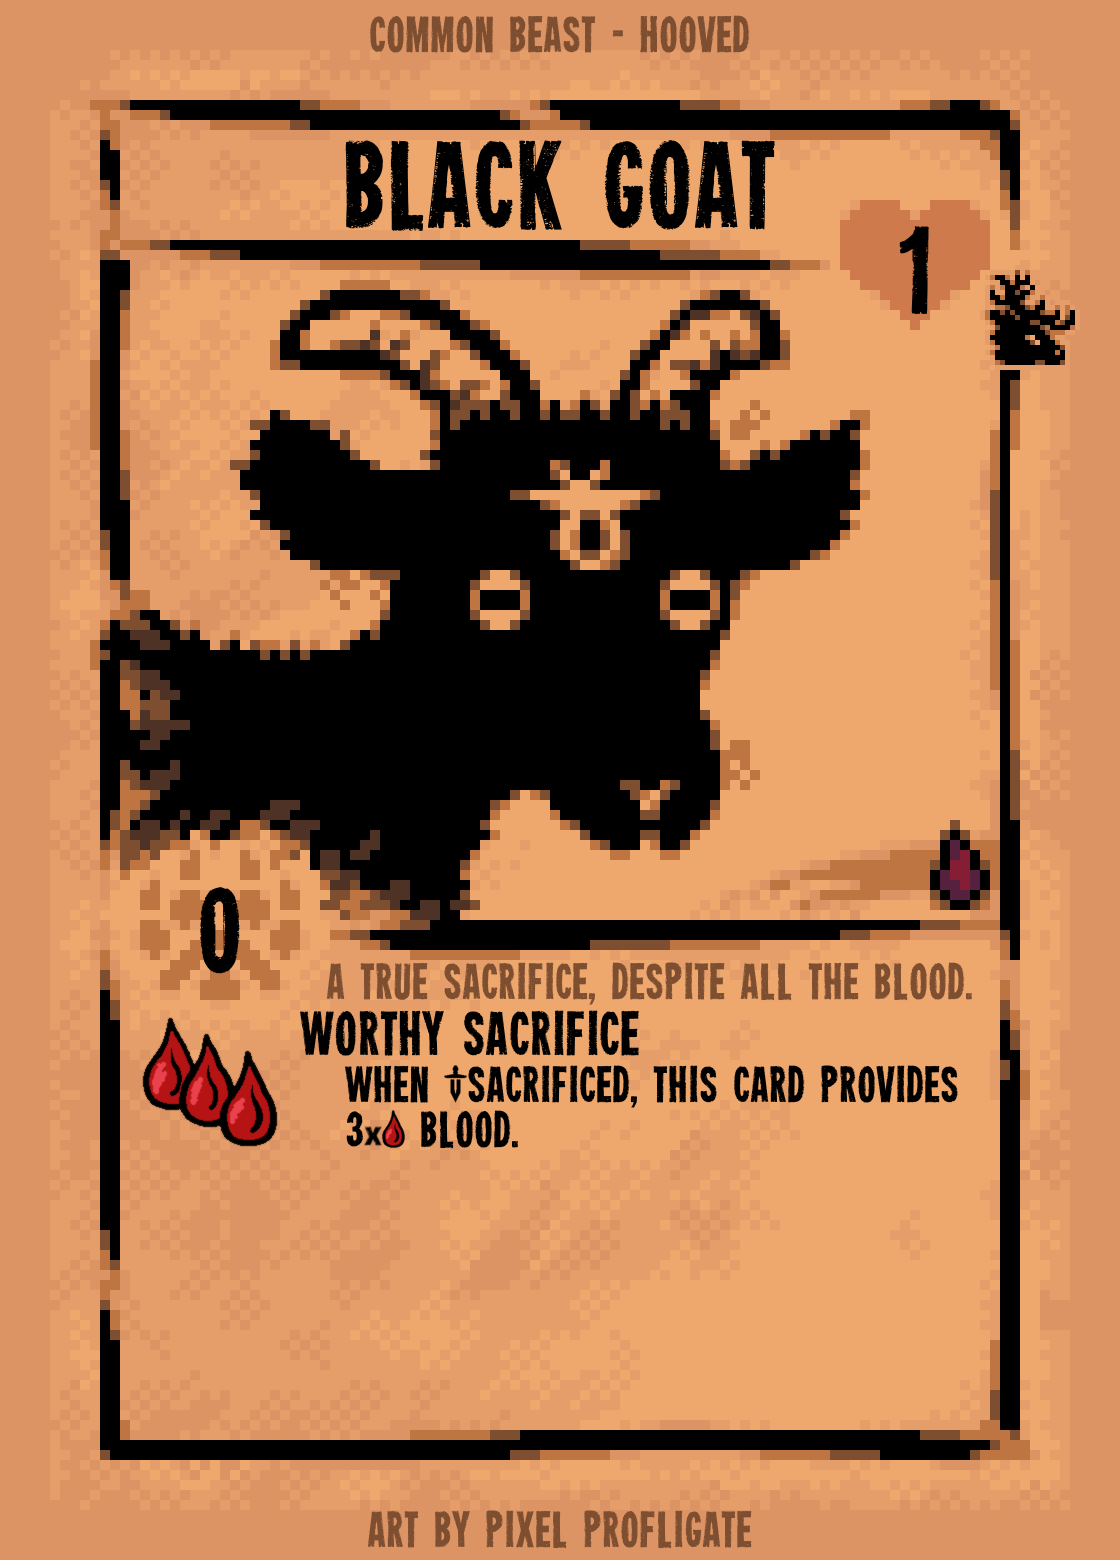 COMMON BEAST - HOOVED
BLACK GOAT
1
0
A TRUE SACRIFICE, DESPITE ALL THE BLOOD.
WORTHY SACRIFICE
WHEN SACRIFICED, THIS CARD PROVIDES
3x BLOOD.
ART BY PIXEL PROFLIGATE